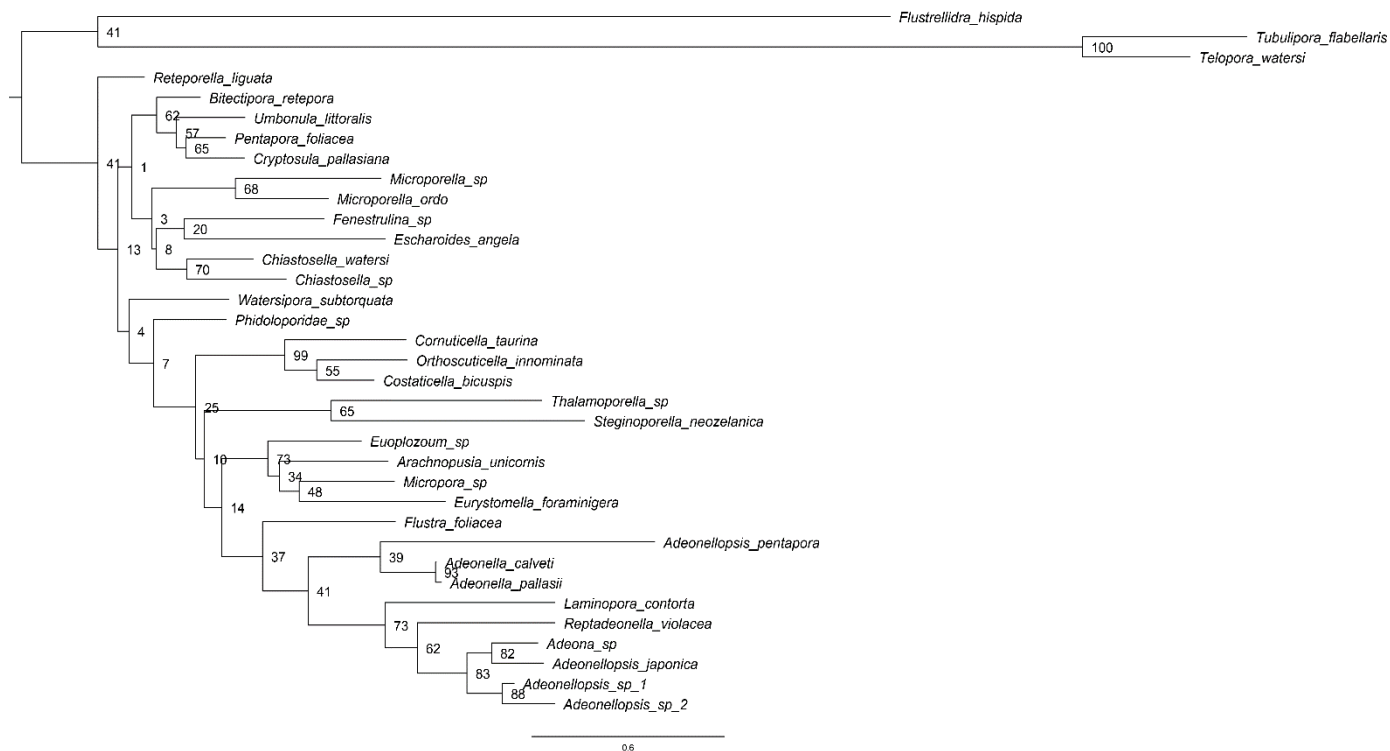 Flustrellidra_hispida
41
Tubulipora_flabellaris
100
Telopora_watersi
Reteporella_liguata
Bitectipora_retepora
62
Umbonula_littoralis
57
Pentapora_foliacea
65
Cryptosula_pallasiana
41
1
Microporella_sp
68
Microporella_ordo
3
Fenestrulina_sp
20
Escharoides_angela
13
8
Chiastosella_watersi
70
Chiastosella_sp
Watersipora_subtorquata
4
Phidoloporidae_sp
7
Cornuticella_taurina
99
Orthoscuticella_innominata
55
Costaticella_bicuspis
25
Thalamoporella_sp
65
Steginoporella_neozelanica
Euoplozoum_sp
10
73
Arachnopusia_unicornis
34
Micropora_sp
48
Eurystomella_foraminigera
14
Flustra_foliacea
37
Adeonellopsis_pentapora
39
Adeonella_calveti
93
Adeonella_pallasii
41
Laminopora_contorta
73
Reptadeonella_violacea
62
Adeona_sp
82
Adeonellopsis_japonica
83
Adeonellopsis_sp_1
88
Adeonellopsis_sp_2
0.6